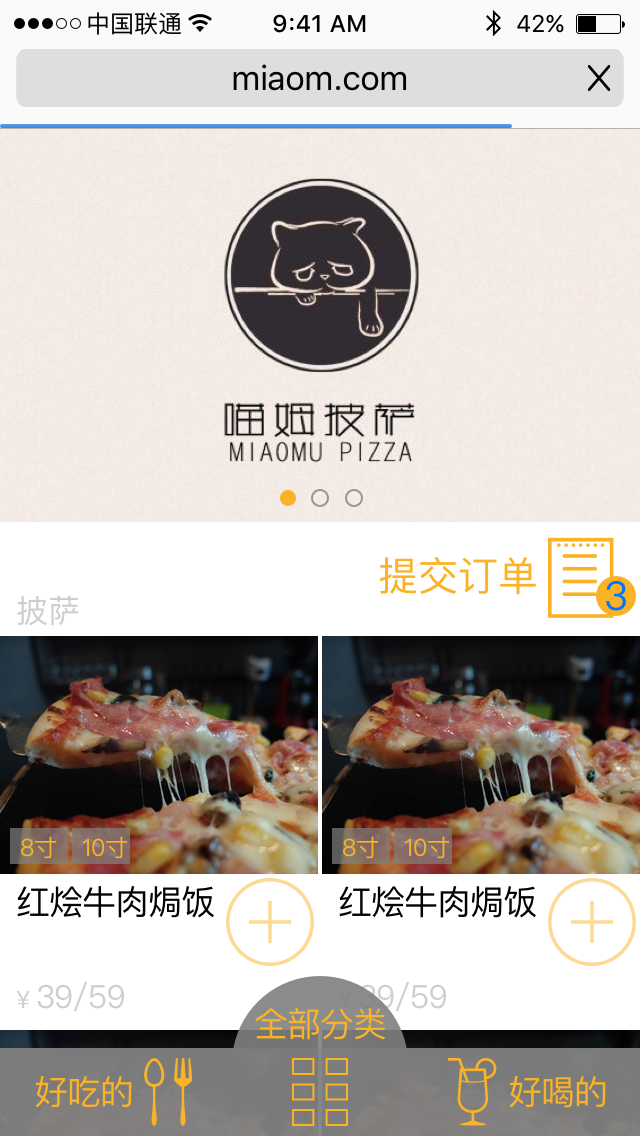 中国联通 9:41 AM 42%
miaom.com
喵姆披萨
MIAOMU PIZZA
提交订单 3
披萨
8寸 10寸 8寸 10寸
红烩牛肉焗饭 红烩牛肉焗饭
¥ 39/59 ¥ 39/59
全部分类
好吃的 好喝的